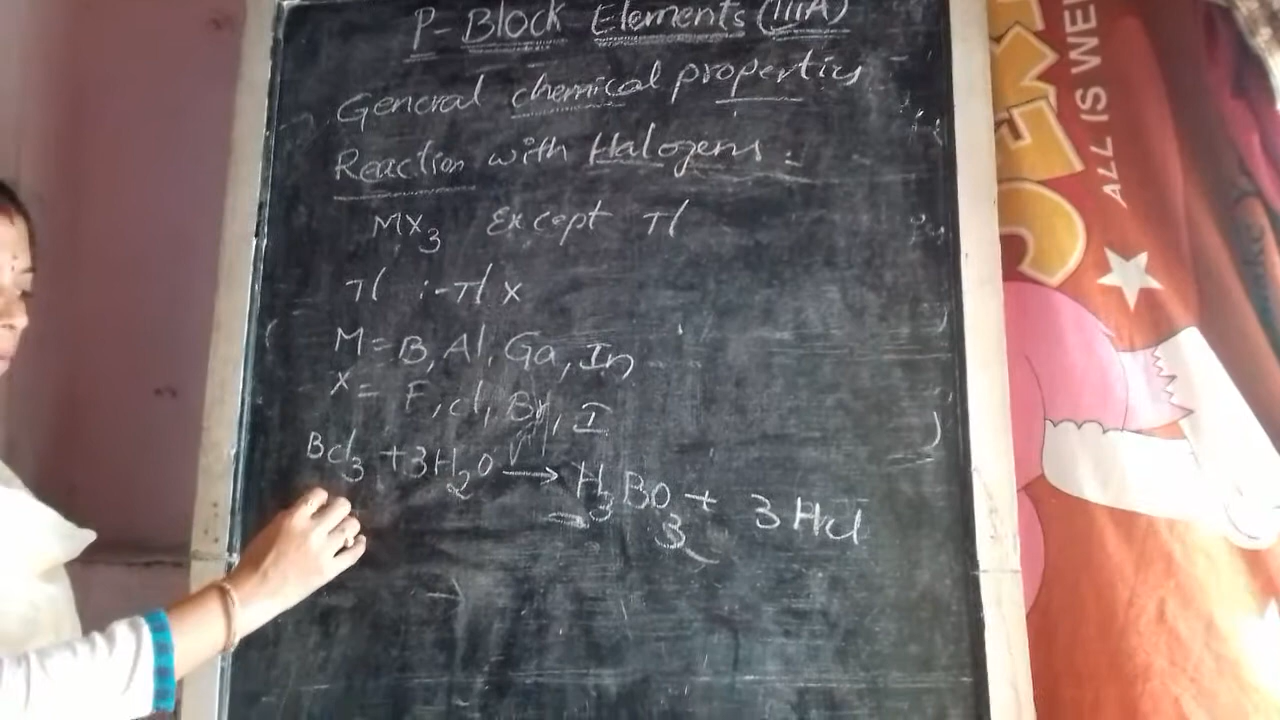 P-Block Elements (IIIA)
General chemical properties
Reaction with Halogens :-
MX3 Except Tl
Tl :- Tl X
M = B, Al, Ga, In
X = F, Cl, Br, I
BCl3 + 3H2O → H3BO3 + 3HCl
ALL IS WE